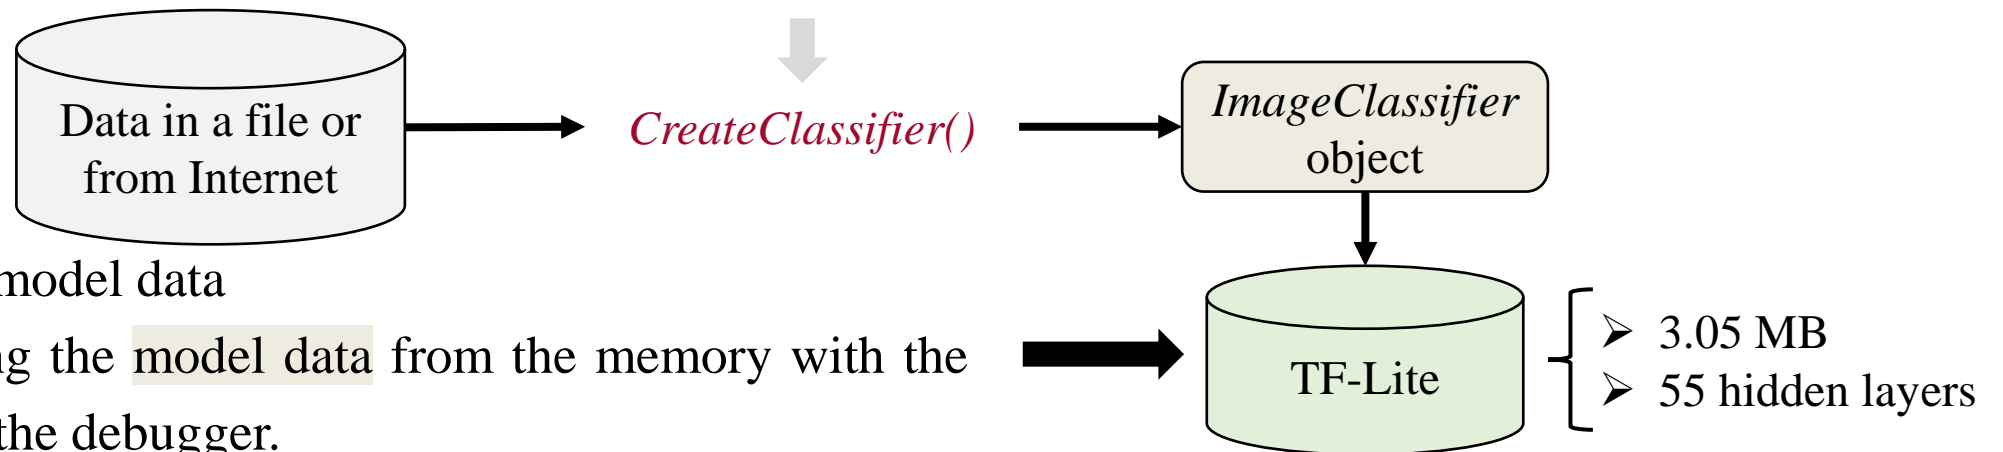 Data in a file or
from Internet
CreateClassifier()
ImageClassifier
object
model data
ng the model data from the memory with the
the debugger.
TF-Lite
➢ 3.05 MB
➢ 55 hidden layers